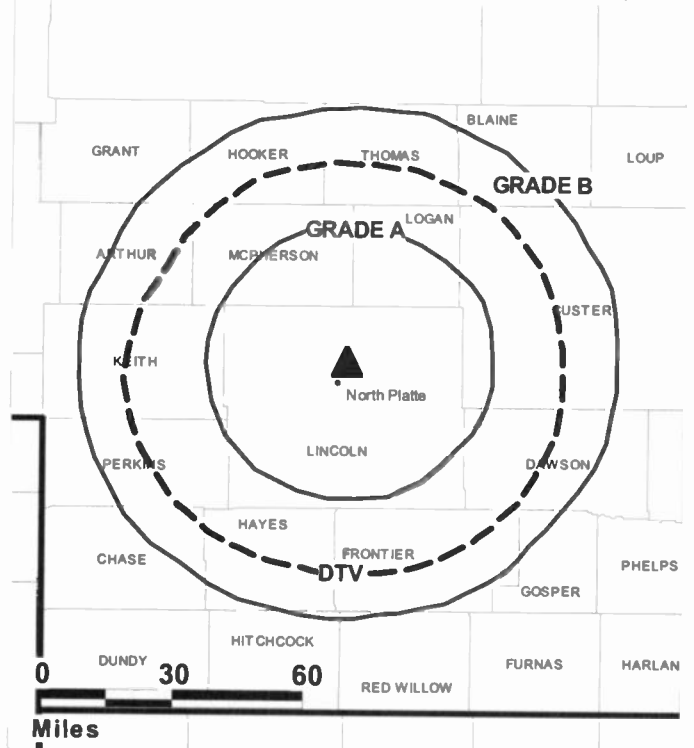 BLAINE
GRANT
HOOKER
THOMAS
LOUP
GRADE B
LOGAN
GRADE A
ARTHUR
MCPHERSON
CUSTER
KEITH
North Platte
LINCOLN
PERKINS
DAWSON
HAYES
FRONTIER
CHASE
DTV
PHELPS
GOSPER
HITCHCOCK
DUNDY
FURNAS
HARLAN
0 30 60
RED WILLOW
Miles